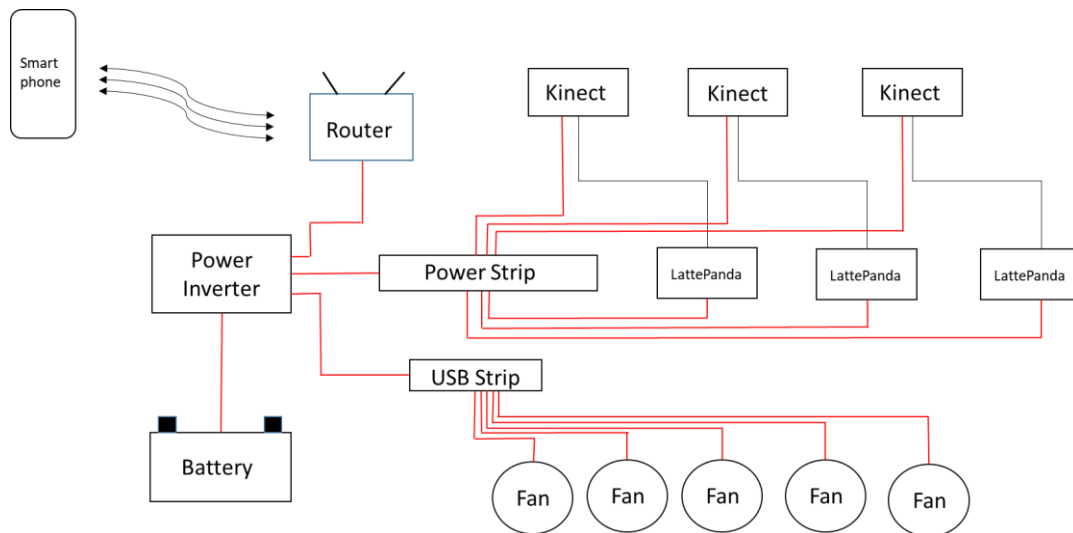 Smart
phone
Router
Kinect
Kinect
Kinect
Power
Inverter
Power Strip
LattePanda
LattePanda
LattePanda
USB Strip
Battery
Fan
Fan
Fan
Fan
Fan